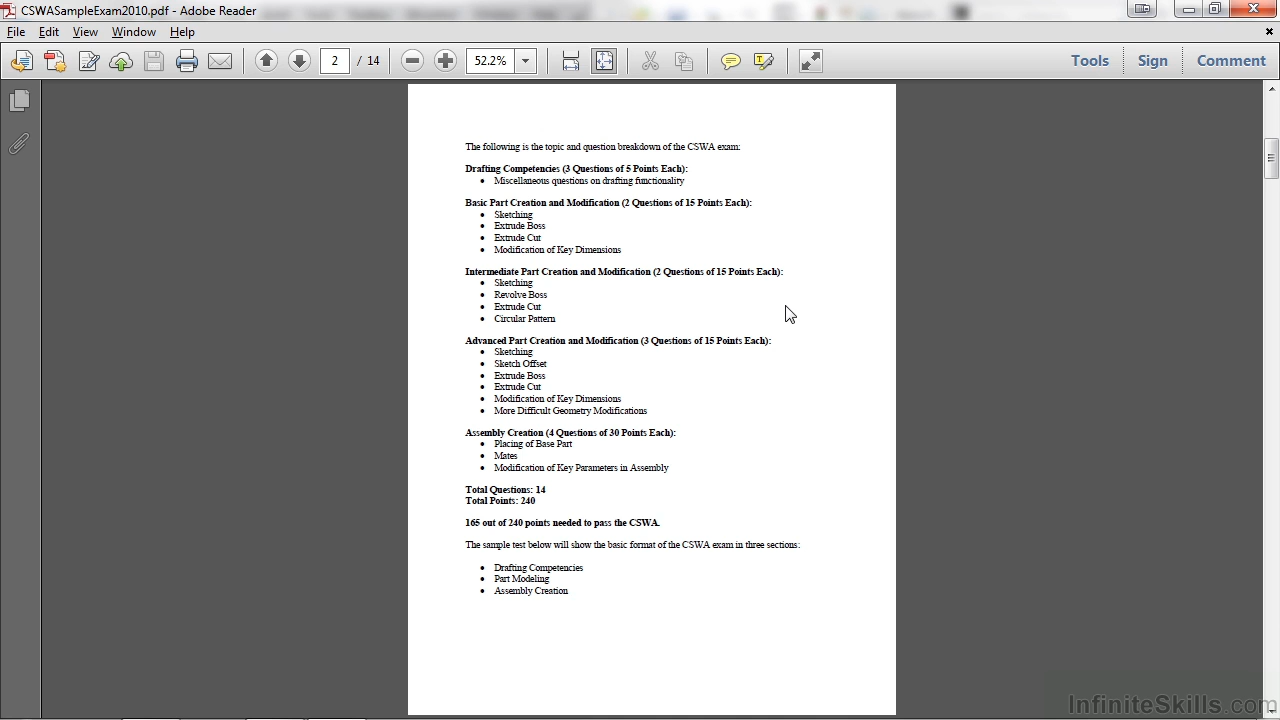 CSWASampleExam2010.pdf - Adobe Reader
File Edit View Window Help
2 / 14 52.2% Tools Sign Comment
The following is the topic and question breakdown of the CSWA exam:
Drafting Competencies (3 Questions of 5 Points Each):
• Miscellaneous questions on drafting functionality
Basic Part Creation and Modification (2 Questions of 15 Points Each):
• Sketching
• Extrude Boss
• Extrude Cut
• Modification of Key Dimensions
Intermediate Part Creation and Modification (2 Questions of 15 Points Each):
• Sketching
• Revolve Boss
• Extrude Cut
• Circular Pattern
Advanced Part Creation and Modification (3 Questions of 15 Points Each):
• Sketching
• Sketch Offset
• Extrude Boss
• Extrude Cut
• Modification of Key Dimensions
• More Difficult Geometry Modifications
Assembly Creation (4 Questions of 30 Points Each):
• Placing of Base Part
• Mates
• Modification of Key Parameters in Assembly
Total Questions: 14
Total Points: 240
165 out of 240 points needed to pass the CSWA.
The sample test below will show the basic format of the CSWA exam in three sections:
• Drafting Competencies
• Part Modeling
• Assembly Creation
InfiniteSkills.com